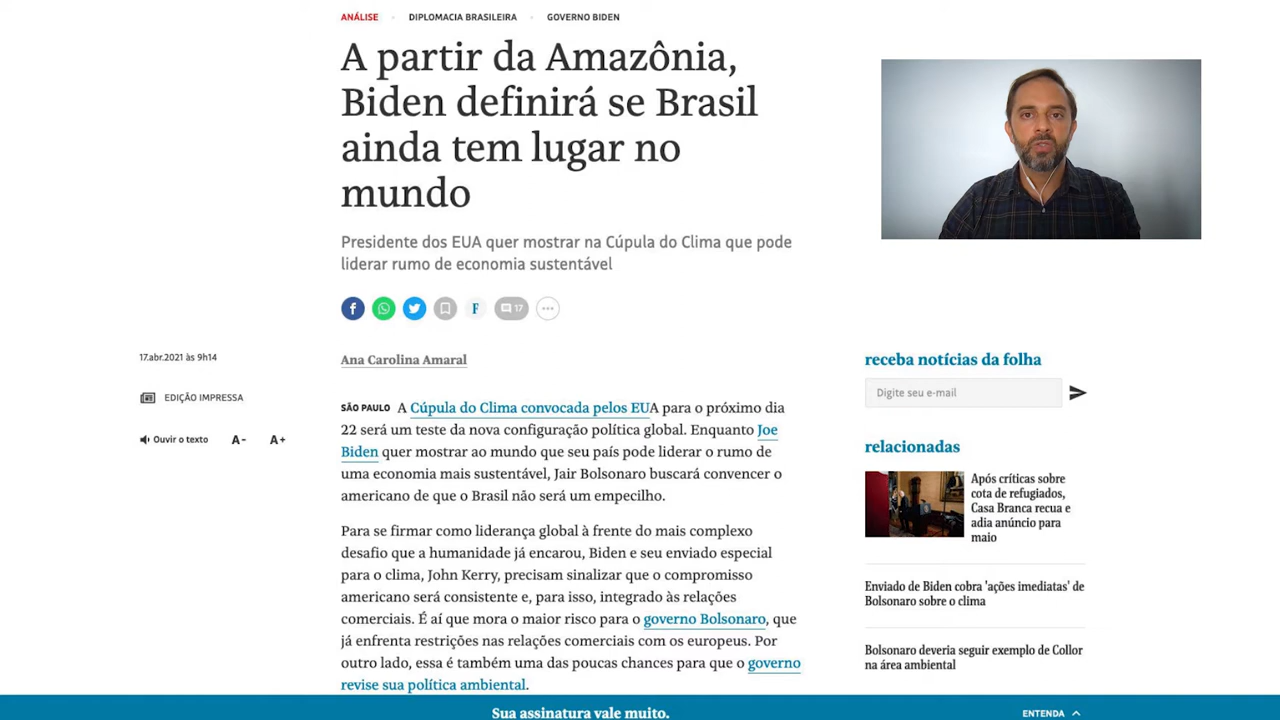 ANÁLISE DIPLOMACIA BRASILEIRA GOVERNO BIDEN
A partir da Amazônia,
Biden definirá se Brasil
ainda tem lugar no
mundo
Presidente dos EUA quer mostrar na Cúpula do Clima que pode
liderar rumo de economia sustentável
F
17
17.abr.2021 às 9h14
EDIÇÃO IMPRESSA
Ouvir o texto A- A+
Ana Carolina Amaral
SÃO PAULO A Cúpula do Clima convocada pelos EUA para o próximo dia
22 será um teste da nova configuração política global. Enquanto Joe
Biden quer mostrar ao mundo que seu país pode liderar o rumo de
uma economia mais sustentável, Jair Bolsonaro buscará convencer o
americano de que o Brasil não será um empecilho.
Para se firmar como liderança global à frente do mais complexo
desafio que a humanidade já encarou, Biden e seu enviado especial
para o clima, John Kerry, precisam sinalizar que o compromisso
americano será consistente e, para isso, integrado às relações
comerciais. É aí que mora o maior risco para o governo Bolsonaro, que
já enfrenta restrições nas relações comerciais com os europeus. Por
outro lado, essa é também uma das poucas chances para que o governo
revise sua política ambiental.
receba notícias da folha
Digite seu e-mail
relacionadas
Após críticas sobre
cota de refugiados,
Casa Branca recua e
adia anúncio para
maio
Enviado de Biden cobra 'ações imediatas' de
Bolsonaro sobre o clima
Bolsonaro deveria seguir exemplo de Collor
na área ambiental
Sua assinatura vale muito.
ENTENDA